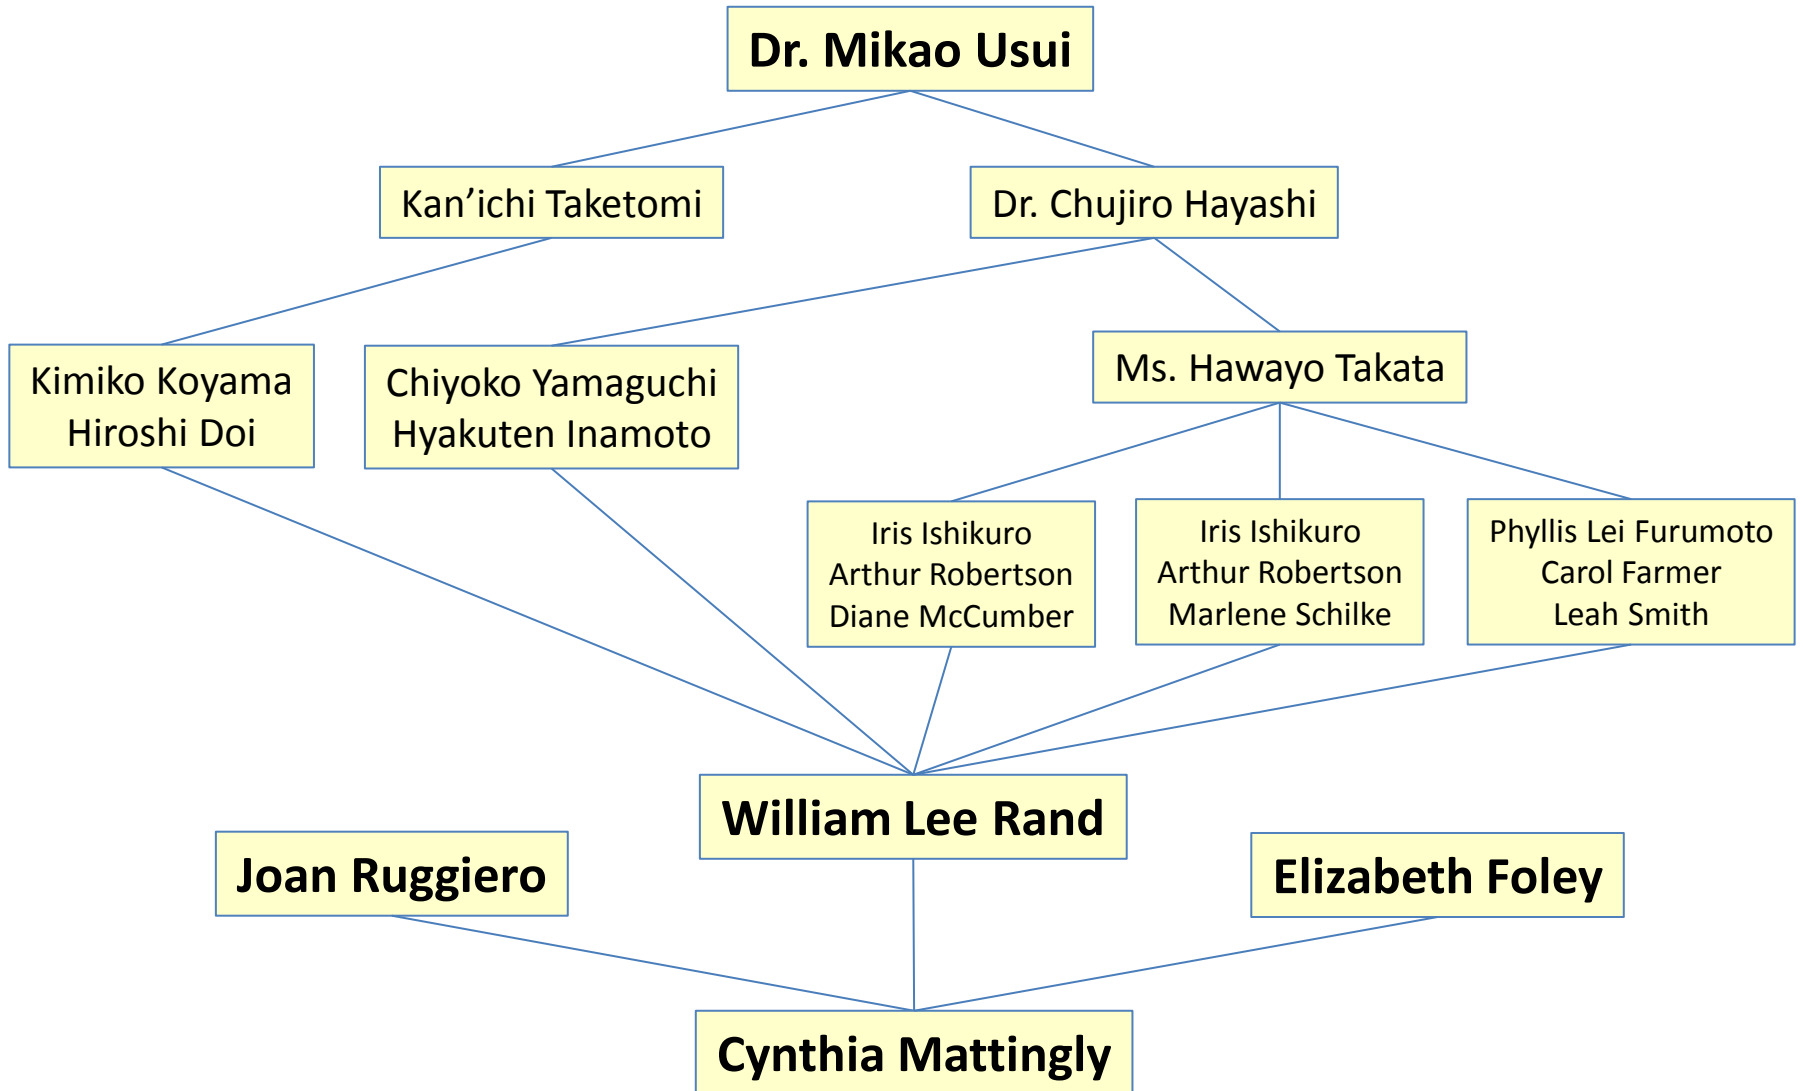 Dr. Mikao Usui
Kan’ichi Taketomi
Dr. Chujiro Hayashi
Kimiko Koyama
Hiroshi Doi
Chiyoko Yamaguchi
Hyakuten Inamoto
Ms. Hawayo Takata
Iris Ishikuro
Arthur Robertson
Diane McCumber
Iris Ishikuro
Arthur Robertson
Marlene Schilke
Phyllis Lei Furumoto
Carol Farmer
Leah Smith
William Lee Rand
Joan Ruggiero
Elizabeth Foley
Cynthia Mattingly